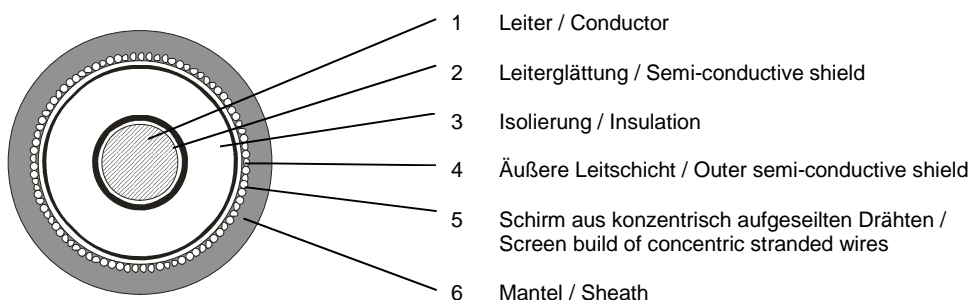 1 Leiter / Conductor
2 Leiterglättung / Semi-conductive shield
3 Isolierung / Insulation
4 Äußere Leitschicht / Outer semi-conductive shield
5 Schirm aus konzentrisch aufgeseilten Drähten /
Screen build of concentric stranded wires
6 Mantel / Sheath